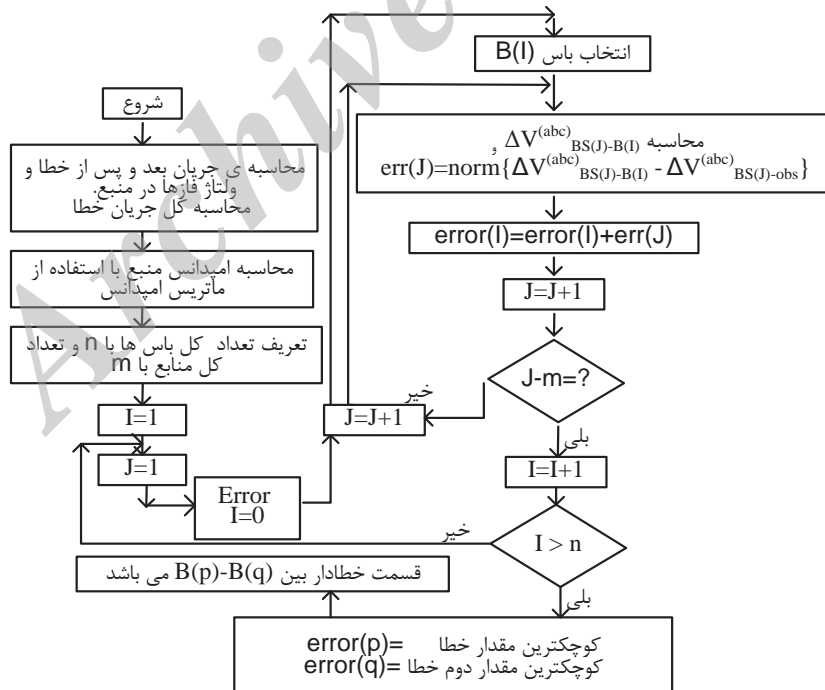 شروع
محاسبه ی جریان بعد و پس از خطا و
ولتاژ فازها در منبع.
محاسبه کل جریان خطا
محاسبه امپدانس منبع با استفاده از
ماتریس امپدانس
تعریف تعداد کل باس ها با n و تعداد
کل منابع با m
I=1
J=1
Error
I=0
J=J+1
انتخاب باس B(I)
محاسبه ΔV(abc)BS(J)-B(I) و
err(J)=norm{ΔV(abc)BS(J)-B(I) - ΔV(abc)BS(J)-obs}
error(I)=error(I)+err(J)
J=J+1
J-m=?
خیر
بلی
I=I+1
I > n
خیر
بلی
کوچکترین مقدار خطا =error(p)
کوچکترین مقدار دوم خطا =error(q)
قسمت خطادار بین B(p)-B(q) می باشد
Archive